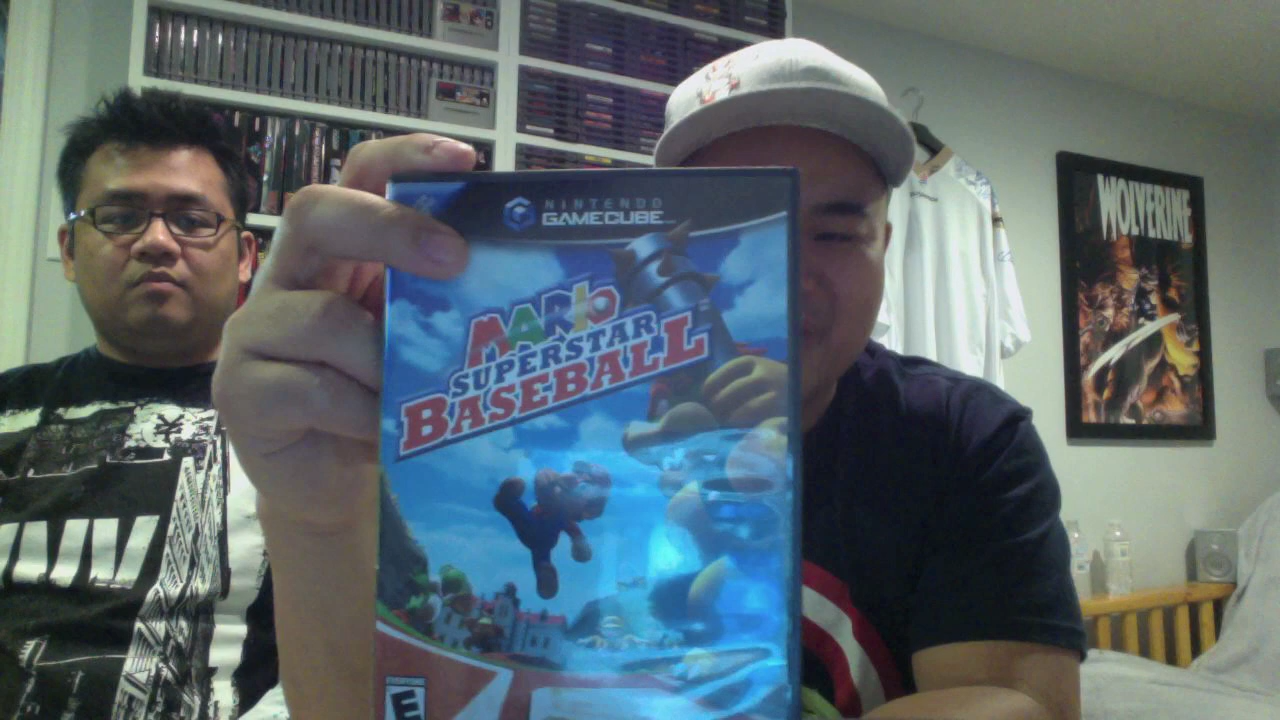 NINTENDO
GAMECUBE
MARIO
SUPERSTAR
BASEBALL
E
WOLVERINE